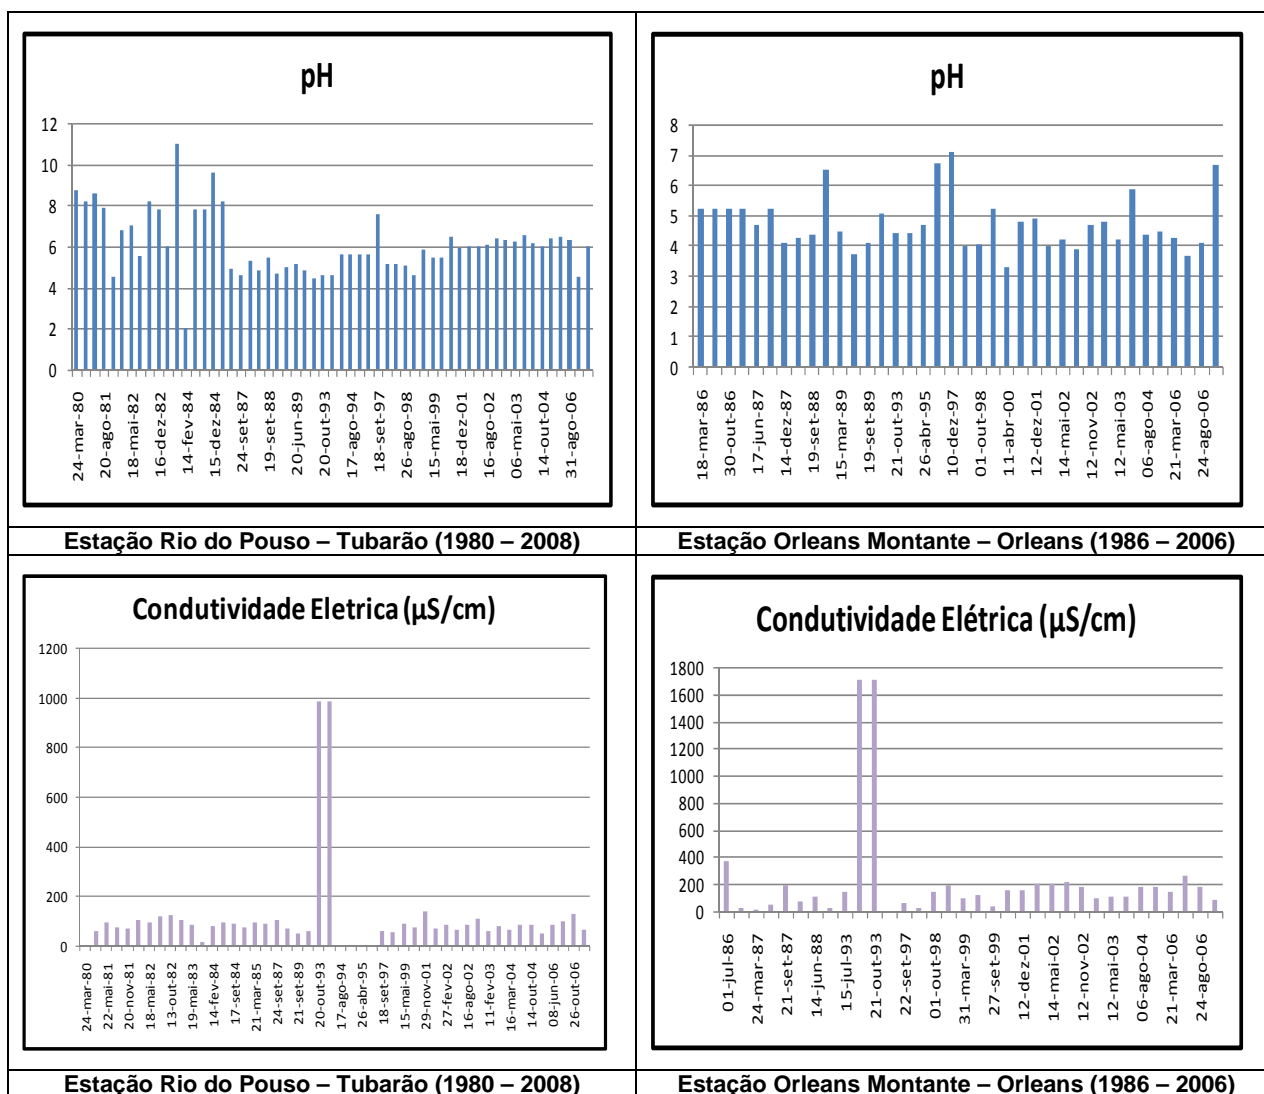 pH
12
10
8
6
4
2
0
24-mar-80
20-ago-81
18-mai-82
16-dez-82
14-fev-84
15-dez-84
24-set-87
19-set-88
20-jun-89
20-out-93
17-ago-94
18-set-97
26-ago-98
15-mai-99
18-dez-01
16-ago-02
06-mai-03
14-out-04
31-ago-06
Estação Rio do Pouso – Tubarão (1980 – 2008)
pH
8
7
6
5
4
3
2
1
0
18-mar-86
30-out-86
17-jun-87
14-dez-87
19-set-88
15-mar-89
19-set-89
21-out-93
26-abr-95
10-dez-97
01-out-98
11-abr-00
12-dez-01
14-mai-02
12-nov-02
12-mai-03
06-ago-04
21-mar-06
24-ago-06
Estação Orleans Montante – Orleans (1986 – 2006)
Condutividade Eletrica (µS/cm)
1200
1000
800
600
400
200
0
24-mar-80
22-mai-81
20-nov-81
18-mai-82
13-out-82
19-mai-83
14-fev-84
17-set-84
21-mar-85
24-set-87
21-set-89
20-out-93
17-ago-94
26-abr-95
18-set-97
15-mai-99
29-nov-01
27-fev-02
16-ago-02
11-fev-03
16-mar-04
14-out-04
08-jun-06
26-out-06
Estação Rio do Pouso – Tubarão (1980 – 2008)
Condutividade Elétrica (µS/cm)
1800
1600
1400
1200
1000
800
600
400
200
0
01-jul-86
24-mar-87
21-set-87
14-jun-88
15-jul-93
21-out-93
22-set-97
01-out-98
31-mar-99
27-set-99
12-dez-01
14-mai-02
12-nov-02
12-mai-03
06-ago-04
21-mar-06
24-ago-06
Estação Orleans Montante – Orleans (1986 – 2006)